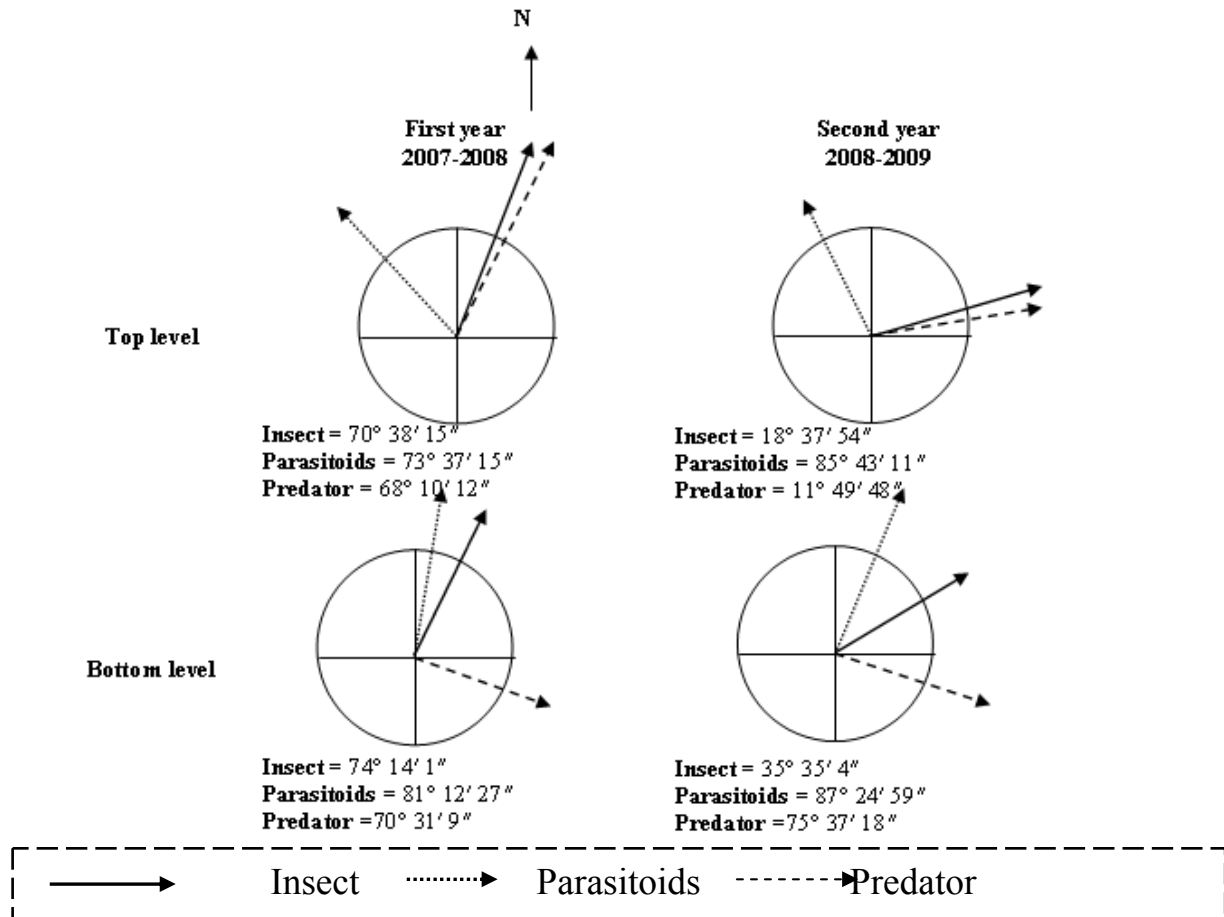 N
First year
2007-2008
Second year
2008-2009
Top level
Insect = 70° 38′ 15″
Parasitoids = 73° 37′ 15″
Predator = 68° 10′ 12″
Insect = 18° 37′ 54″
Parasitoids = 85° 43′ 11″
Predator = 11° 49′ 48″
Bottom level
Insect = 74° 14′ 1″
Parasitoids = 81° 12′ 27″
Predator =70° 31′ 9″
Insect = 35° 35′ 4″
Parasitoids = 87° 24′ 59″
Predator =75° 37′ 18″
Insect Parasitoids Predator